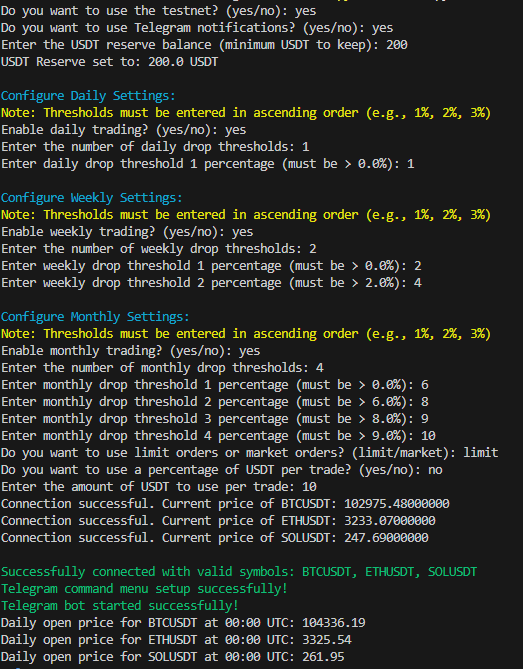 Do you want to use the testnet? (yes/no): yes
Do you want to use Telegram notifications? (yes/no): yes
Enter the USDT reserve balance (minimum USDT to keep): 200
USDT Reserve set to: 200.0 USDT
Configure Daily Settings:
Note: Thresholds must be entered in ascending order (e.g., 1%, 2%, 3%)
Enable daily trading? (yes/no): yes
Enter the number of daily drop thresholds: 1
Enter daily drop threshold 1 percentage (must be > 0.0%): 1
Configure Weekly Settings:
Note: Thresholds must be entered in ascending order (e.g., 1%, 2%, 3%)
Enable weekly trading? (yes/no): yes
Enter the number of weekly drop thresholds: 2
Enter weekly drop threshold 1 percentage (must be > 0.0%): 2
Enter weekly drop threshold 2 percentage (must be > 2.0%): 4
Configure Monthly Settings:
Note: Thresholds must be entered in ascending order (e.g., 1%, 2%, 3%)
Enable monthly trading? (yes/no): yes
Enter the number of monthly drop thresholds: 4
Enter monthly drop threshold 1 percentage (must be > 0.0%): 6
Enter monthly drop threshold 2 percentage (must be > 6.0%): 8
Enter monthly drop threshold 3 percentage (must be > 8.0%): 9
Enter monthly drop threshold 4 percentage (must be > 9.0%): 10
Do you want to use limit orders or market orders? (limit/market): limit
Do you want to use a percentage of USDT per trade? (yes/no): no
Enter the amount of USDT to use per trade: 10
Connection successful. Current price of BTCUSDT: 102975.48000000
Connection successful. Current price of ETHUSDT: 3233.07000000
Connection successful. Current price of SOLUSDT: 247.69000000
Successfully connected with valid symbols: BTCUSDT, ETHUSDT, SOLUSDT
Telegram command menu setup successfully!
Telegram bot started successfully!
Daily open price for BTCUSDT at 00:00 UTC: 104336.19
Daily open price for ETHUSDT at 00:00 UTC: 3325.54
Daily open price for SOLUSDT at 00:00 UTC: 261.95